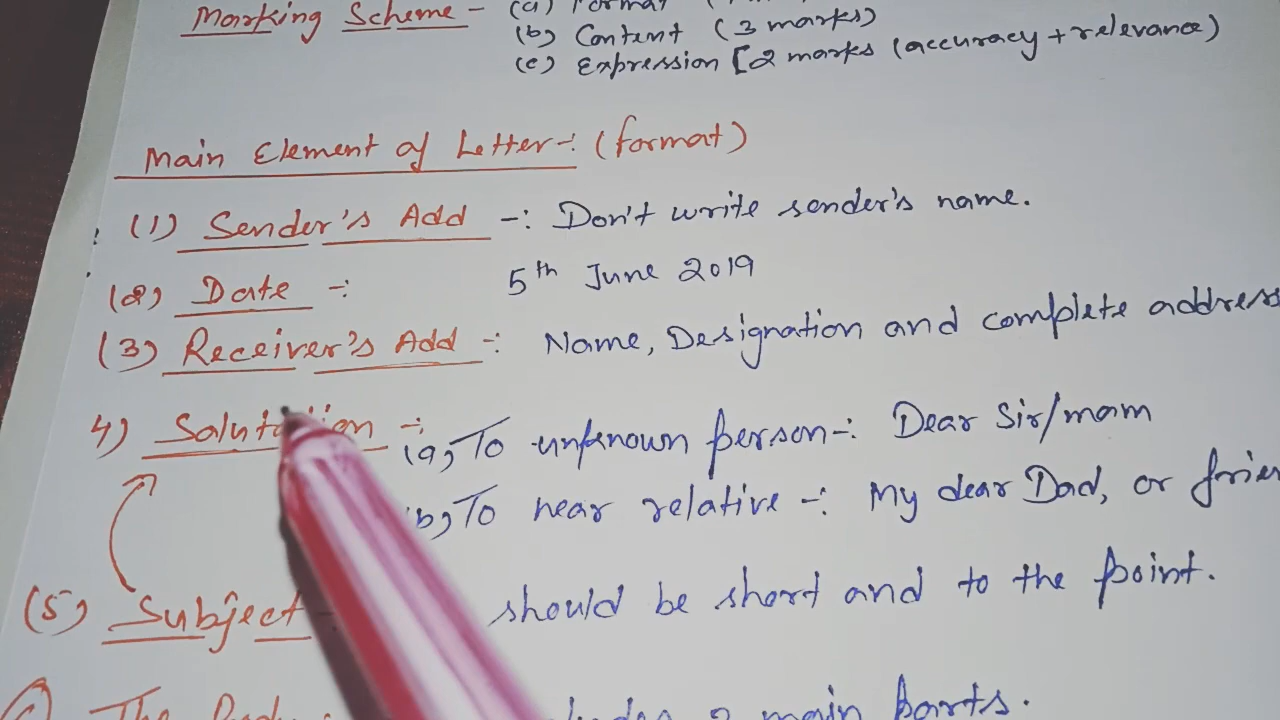 Marking Scheme - (a) Format
(b) Content (3 marks)
(c) Expression [2 marks (accuracy + relevance)
Main Element of Letter -: (format)
(1) Sender's Add -: Don't write sender's name.
(2) Date -: 5th June 2019
(3) Receiver's Add -: Name, Designation and complete address
4) Salutation -: (a) To unknown person -: Dear Sir/mam
(b) To near relative -: My dear Dad, or
(5) Subject - should be short and to the point.
The main parts.